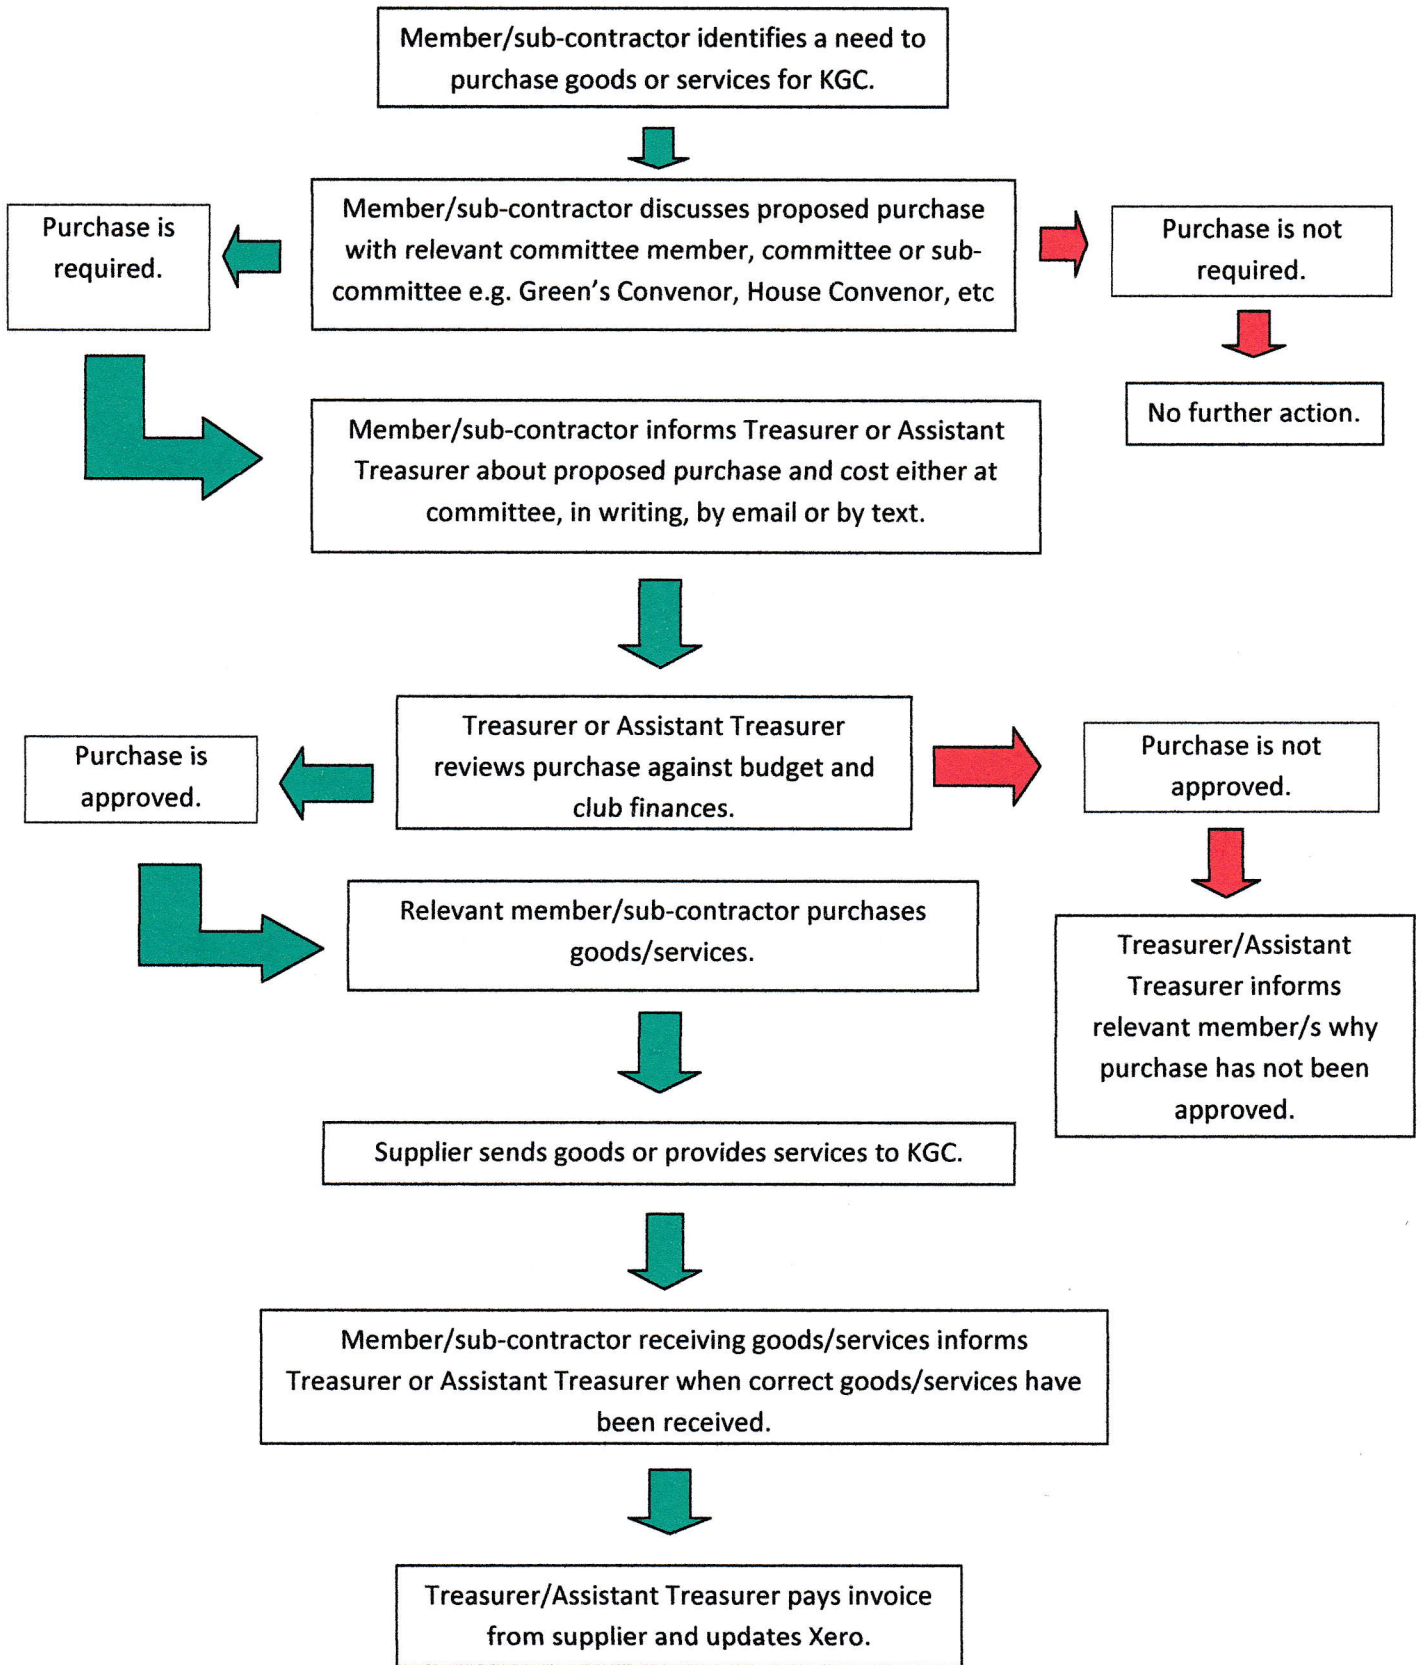 Member/sub-contractor identifies a need to
purchase goods or services for KGC.
Purchase is
required.
Member/sub-contractor discusses proposed purchase
with relevant committee member, committee or sub-
committee e.g. Green's Convenor, House Convenor, etc
Purchase is not
required.
No further action.
Member/sub-contractor informs Treasurer or Assistant
Treasurer about proposed purchase and cost either at
committee, in writing, by email or by text.
Purchase is
approved.
Treasurer or Assistant Treasurer
reviews purchase against budget and
club finances.
Purchase is not
approved.
Relevant member/sub-contractor purchases
goods/services.
Treasurer/Assistant
Treasurer informs
relevant member/s why
purchase has not been
approved.
Supplier sends goods or provides services to KGC.
Member/sub-contractor receiving goods/services informs
Treasurer or Assistant Treasurer when correct goods/services have
been received.
Treasurer/Assistant Treasurer pays invoice
from supplier and updates Xero.